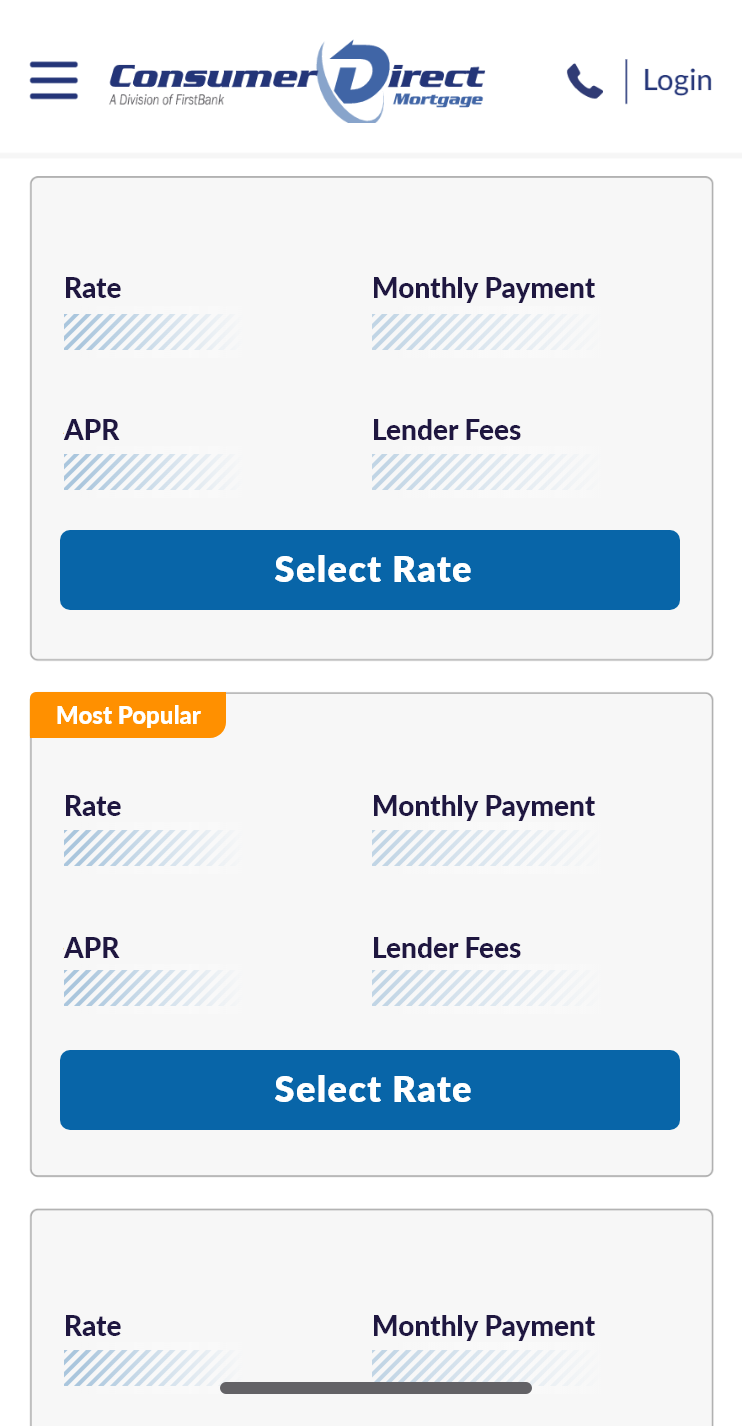 Consumer Direct
A Division of FirstBank
Mortgage
Login
Rate
Monthly Payment
APR
Lender Fees
Select Rate
Most Popular
Rate
Monthly Payment
APR
Lender Fees
Select Rate
Rate
Monthly Payment